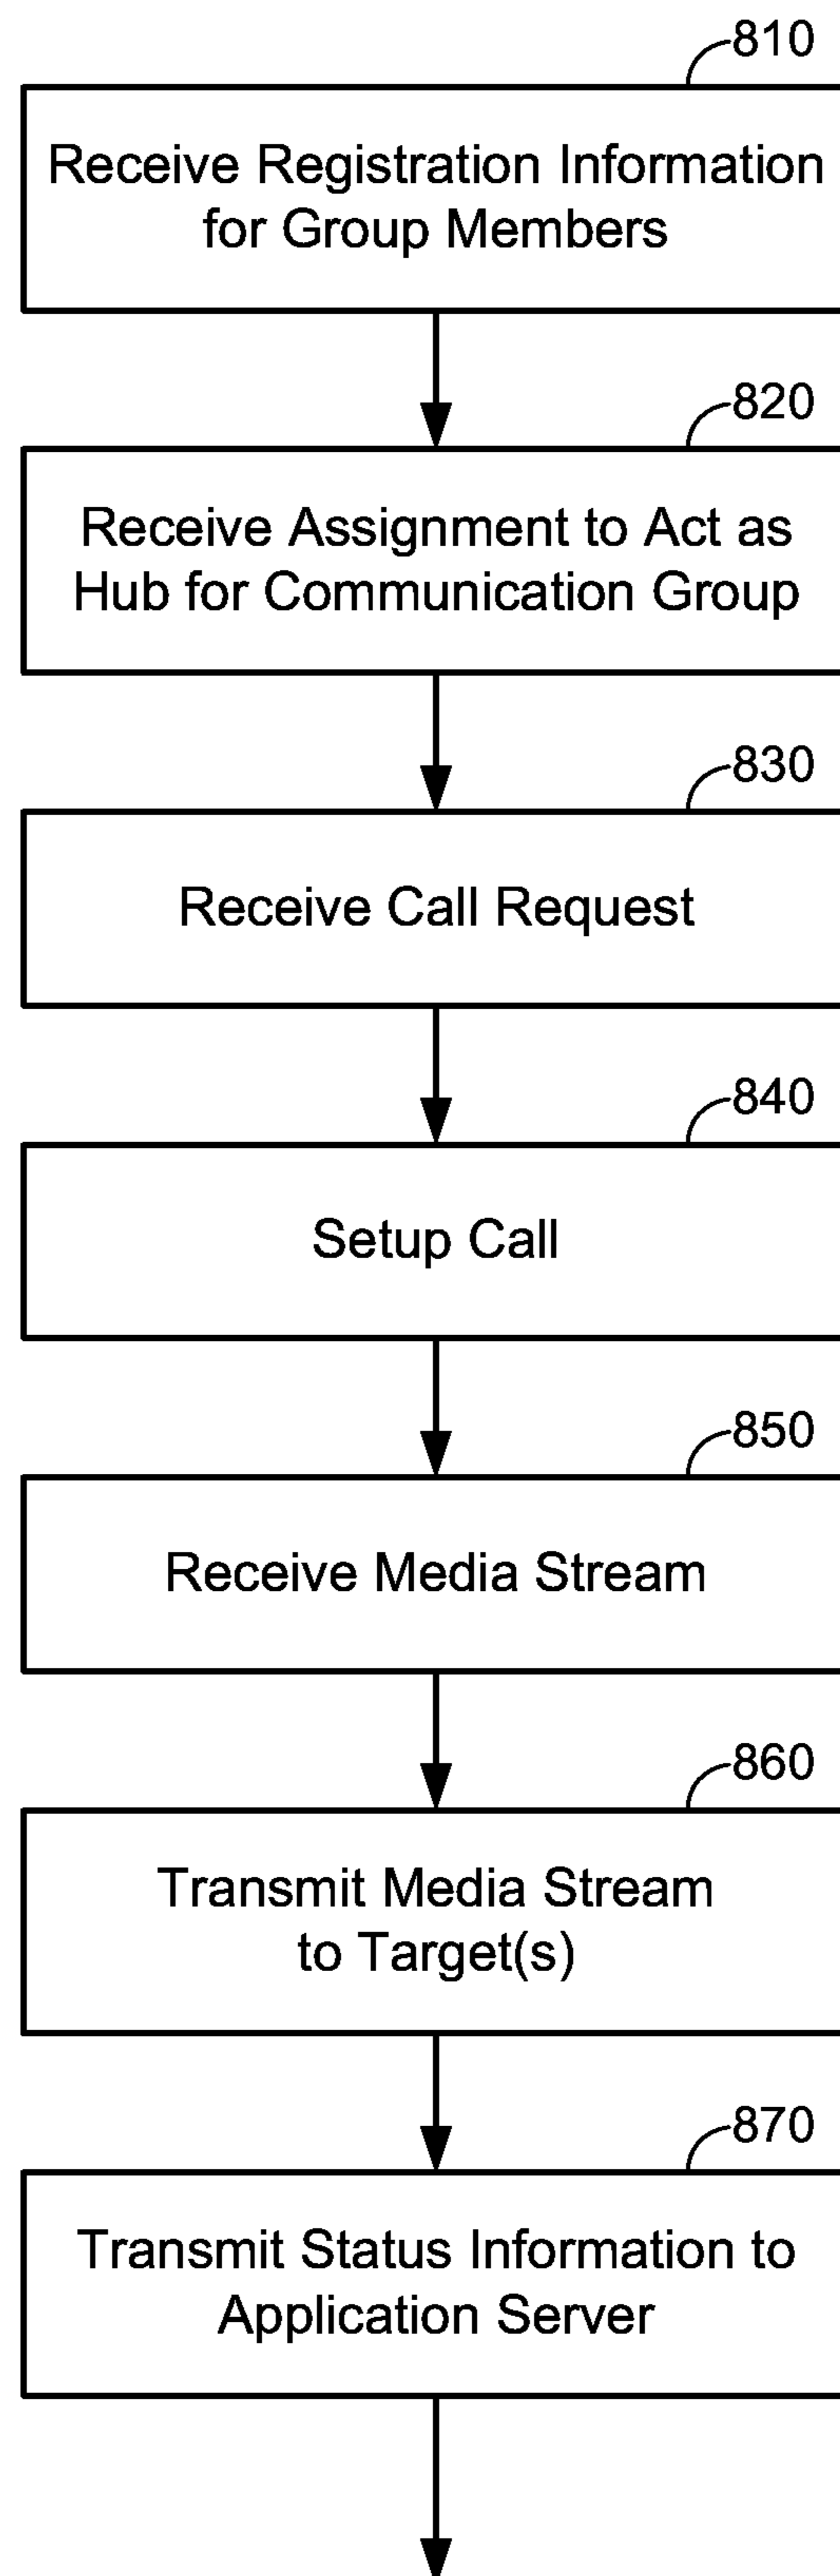 810
Receive Registration Information
for Group Members
820
Receive Assignment to Act as
Hub for Communication Group
830
Receive Call Request
840
Setup Call
850
Receive Media Stream
860
Transmit Media Stream
to Target(s)
870
Transmit Status Information to
Application Server